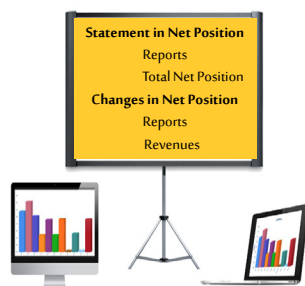 Statement in Net Position
Reports
Total Net Position
Changes in Net Position
Reports
Revenues